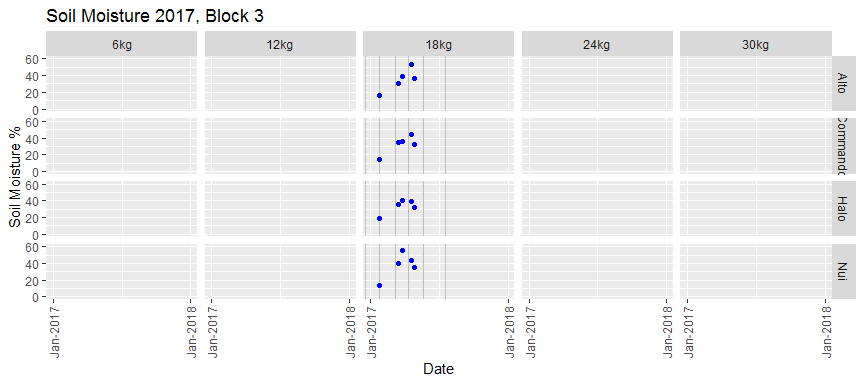 Soil Moisture 2017, Block 3
6kg 12kg 18kg 24kg 30kg
Soil Moisture %
60
40
20
0
Alto
60
40
20
0
Commando
60
40
20
0
Halo
60
40
20
0
Nui
Jan-2017 Jan-2018 Jan-2017 Jan-2018 Jan-2017 Jan-2018 Jan-2017 Jan-2018 Jan-2017 Jan-2018
Date